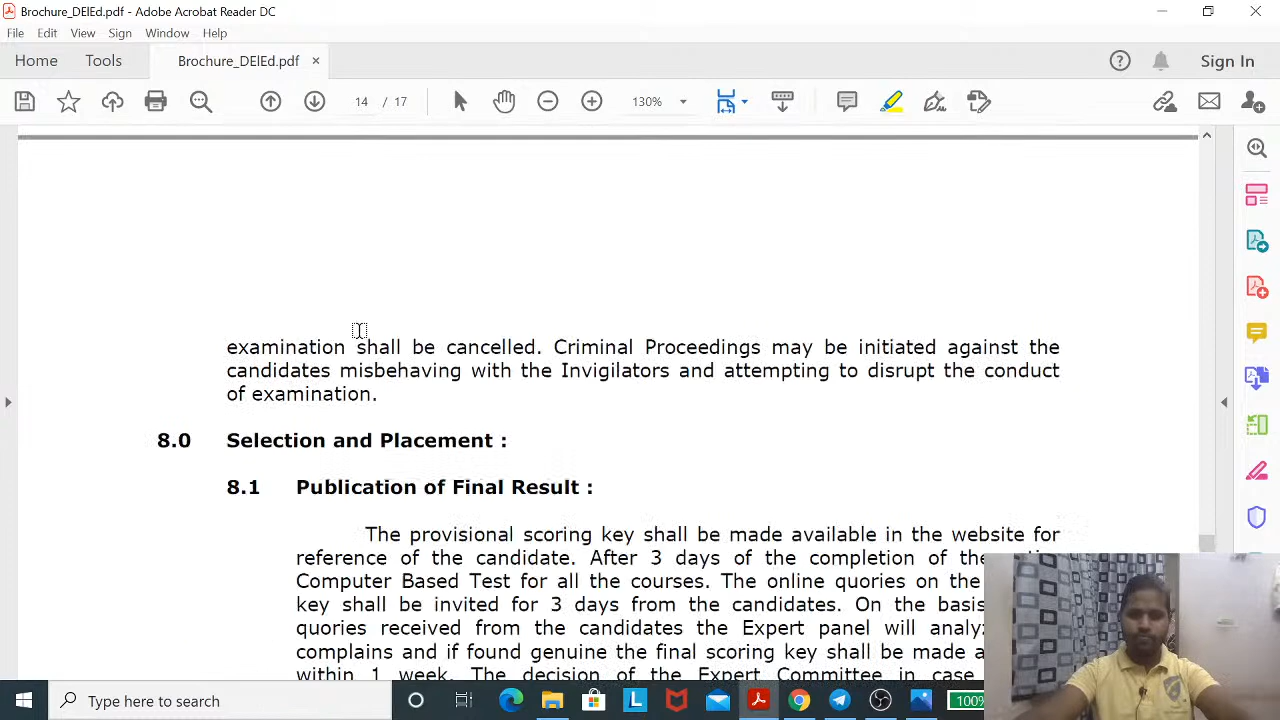 Brochure_DElEd.pdf - Adobe Acrobat Reader DC
File Edit View Sign Window Help
Home Tools Brochure_DElEd.pdf × Sign In
14 / 17 130%
examination shall be cancelled. Criminal Proceedings may be initiated against the
candidates misbehaving with the Invigilators and attempting to disrupt the conduct
of examination.
8.0 Selection and Placement :
8.1 Publication of Final Result :
The provisional scoring key shall be made available in the website for
reference of the candidate. After 3 days of the completion of the
Computer Based Test for all the courses. The online queries on the
key shall be invited for 3 days from the candidates. On the basis
queries received from the candidates the Expert panel will
complains and if found genuine the final scoring key shall be made
within 1 week. The decision of the Expert Committee in case
Type here to search 100%